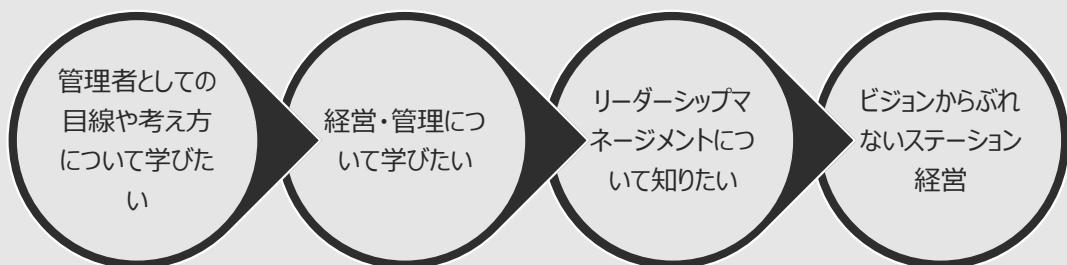 管理者としての
目線や考え方
について学びた
い
経営・管理につ
いて学びたい
リーダーシップマ
ネージメントにつ
いて知りたい
ビジョンからぶれ
ないステーション
経営